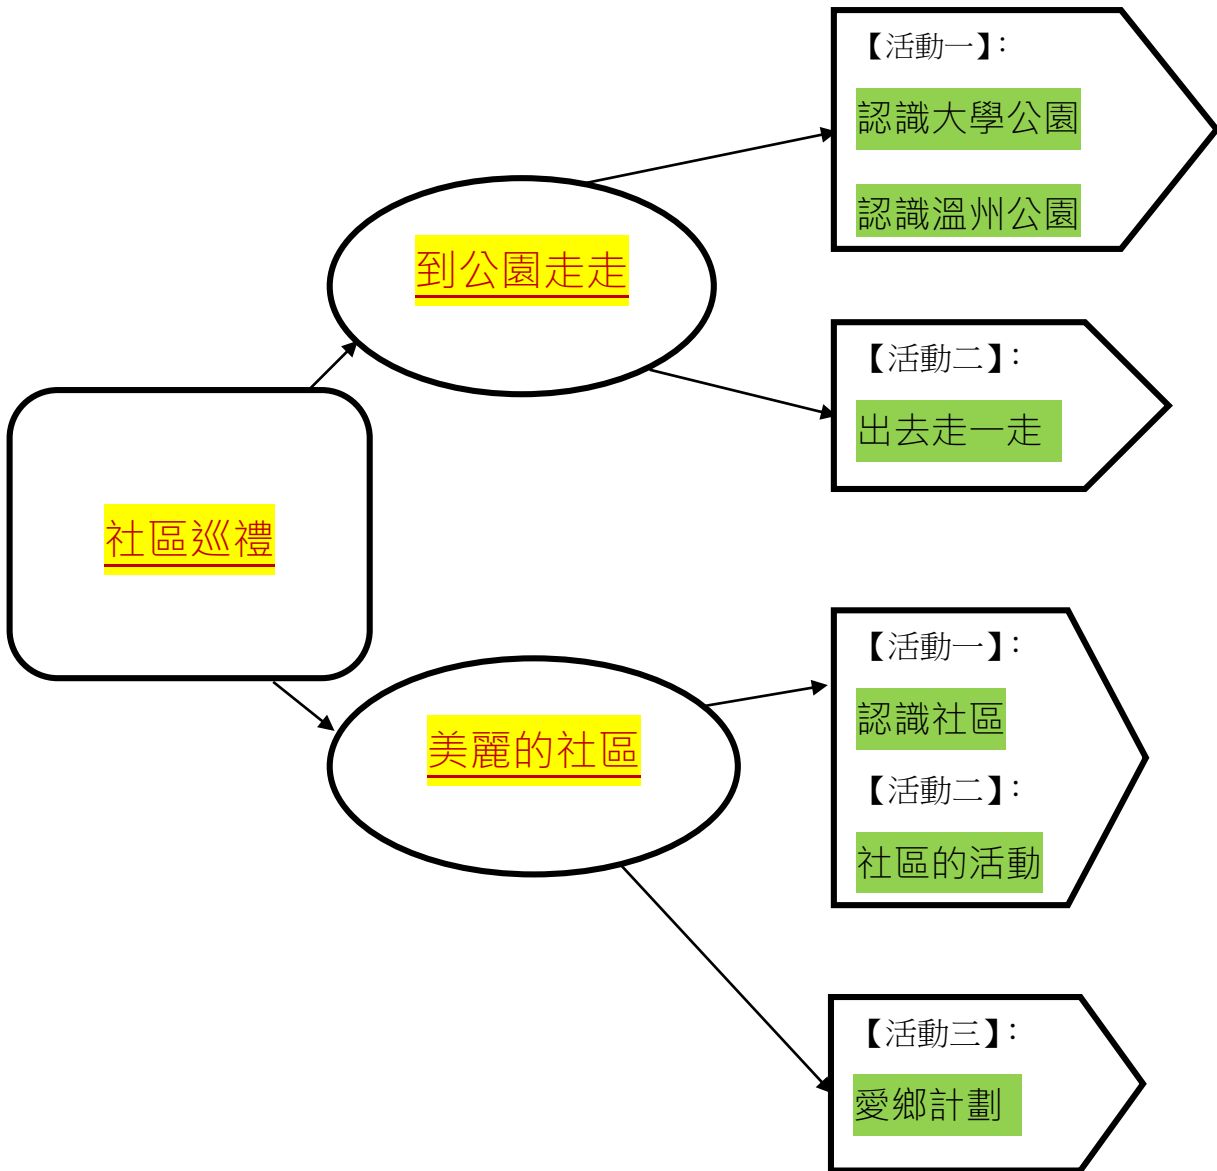 【活動一】:
認識大學公園
認識溫州公園
到公園走走
【活動二】:
出去走一走
社區巡禮
【活動一】:
認識社區
美麗的社區
【活動二】:
社區的活動
【活動三】:
愛鄉計劃